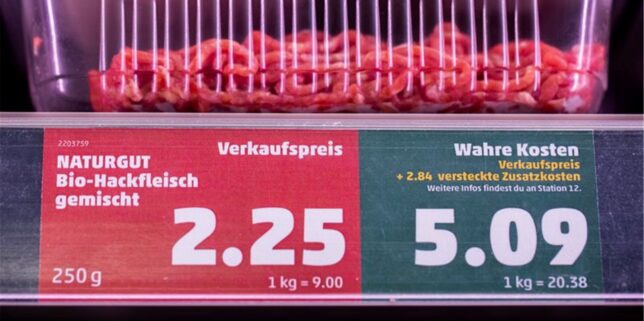 2203759
NATURGUT
Bio-Hackfleisch
gemischt
Verkaufspreis
2.25
250 g
1 kg = 9.00
Wahre Kosten
Verkaufspreis
+ 2.84 versteckte Zusatzkosten
Weitere Infos findest du an Station 12.
5.09
1 kg = 20.38